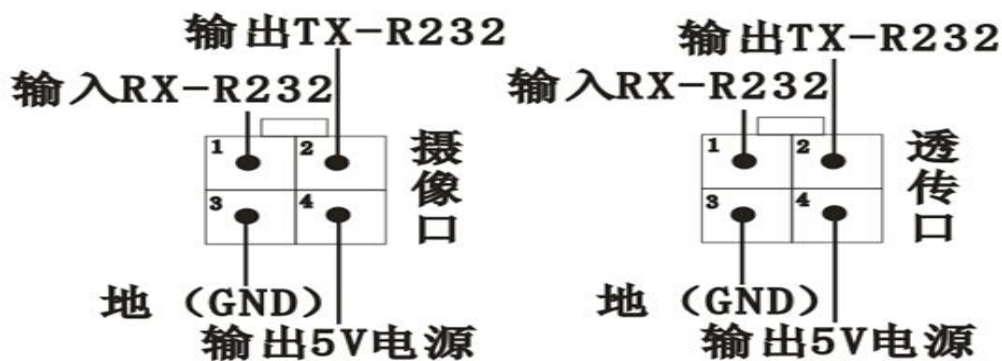 输出TX-R232
输入RX-R232
1 2
3 4
摄像口
地 (GND)
输出5V电源
输出TX-R232
输入RX-R232
1 2
3 4
透传口
地 (GND)
输出5V电源